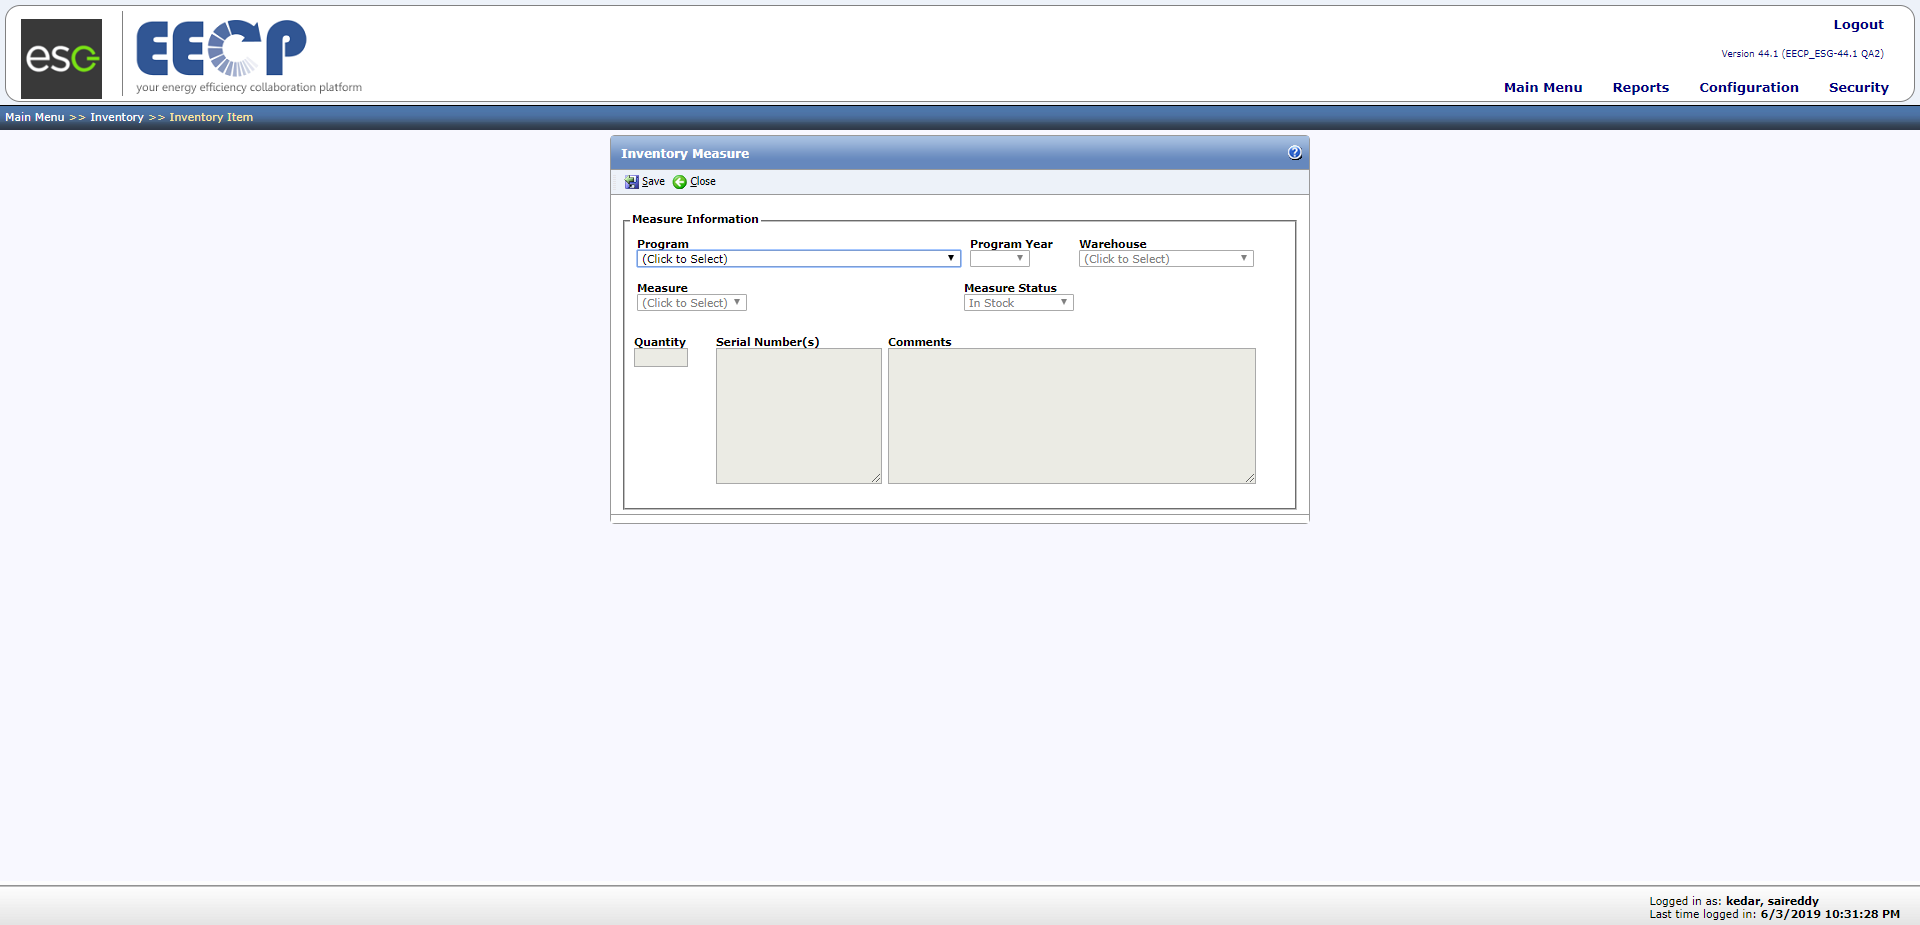 esg
EECP
your energy efficiency collaboration platform
Logout
Version 44.1 (EECP_ESG-44.1 QA2)
Main Menu Reports Configuration Security
Main Menu >> Inventory >> Inventory Item
Inventory Measure
Save Close
Measure Information
Program Program Year Warehouse
(Click to Select) (Click to Select)
Measure Measure Status
(Click to Select) In Stock
Quantity Serial Number(s) Comments
Logged in as: kedar, saireddy
Last time logged in: 6/3/2019 10:31:28 PM